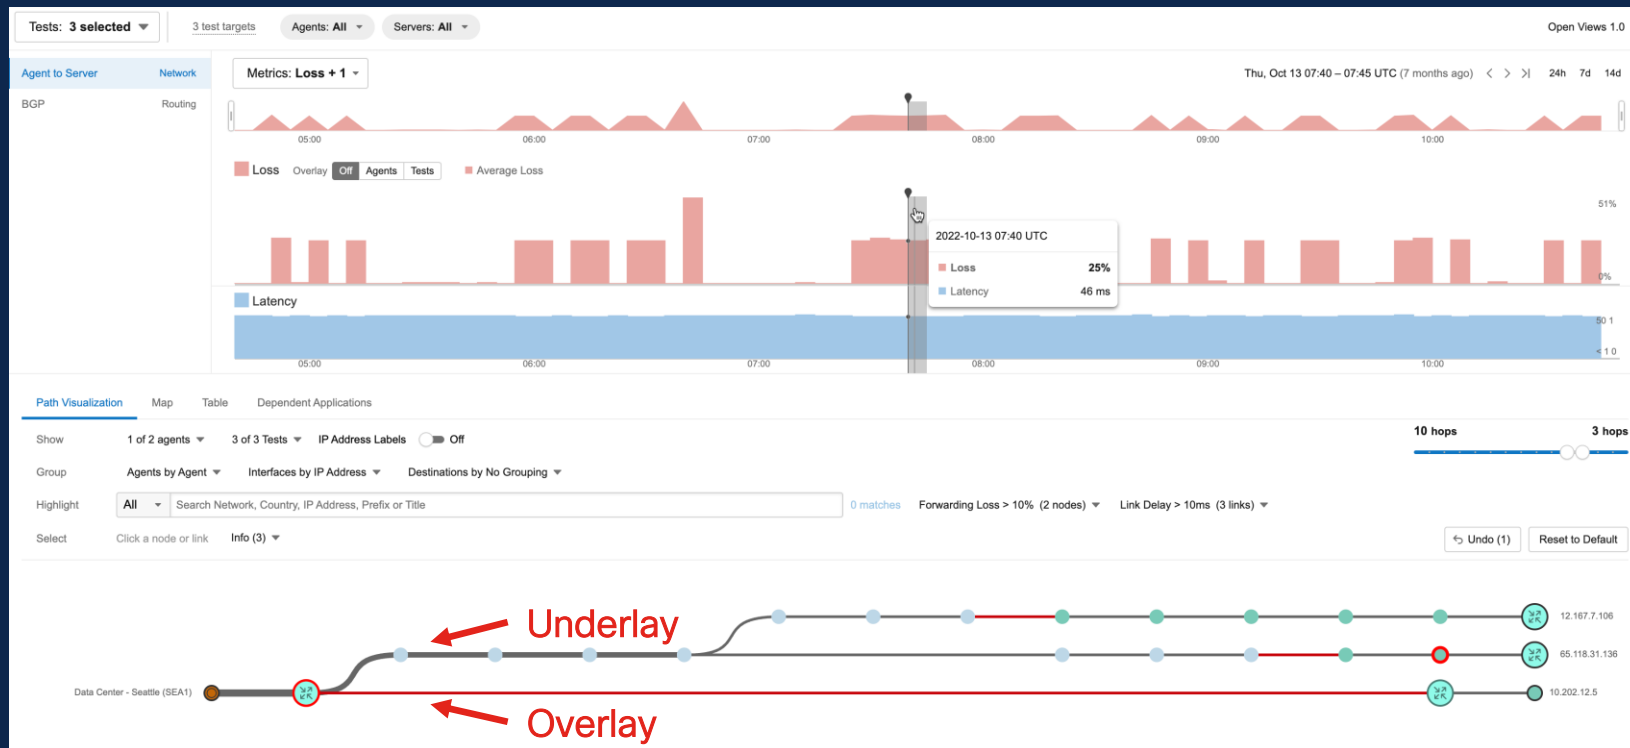 Tests: 3 selected
3 test targets
Agents: All
Servers: All
Open Views 1.0
Agent to Server Network
BGP Routing
Metrics: Loss + 1
Thu, Oct 13 07:40 – 07:45 UTC (7 months ago)
24h 7d 14d
05:00 06:00 07:00 08:00 09:00 10:00
Loss Overlay Off Agents Tests Average Loss
51%
2022-10-13 07:40 UTC
Loss 25%
Latency 46 ms
0%
Latency
50 1
< 1 0
05:00 06:00 07:00 08:00 09:00 10:00
Path Visualization Map Table Dependent Applications
Show 1 of 2 agents 3 of 3 Tests IP Address Labels Off
10 hops 3 hops
Group Agents by Agent Interfaces by IP Address Destinations by No Grouping
Highlight All Search Network, Country, IP Address, Prefix or Title 0 matches Forwarding Loss > 10% (2 nodes) Link Delay > 10ms (3 links)
Select Click a node or link Info (3) Undo (1) Reset to Default
Underlay
12.167.7.106
65.118.31.136
Data Center - Seattle (SEA1)
10.202.12.5
Overlay